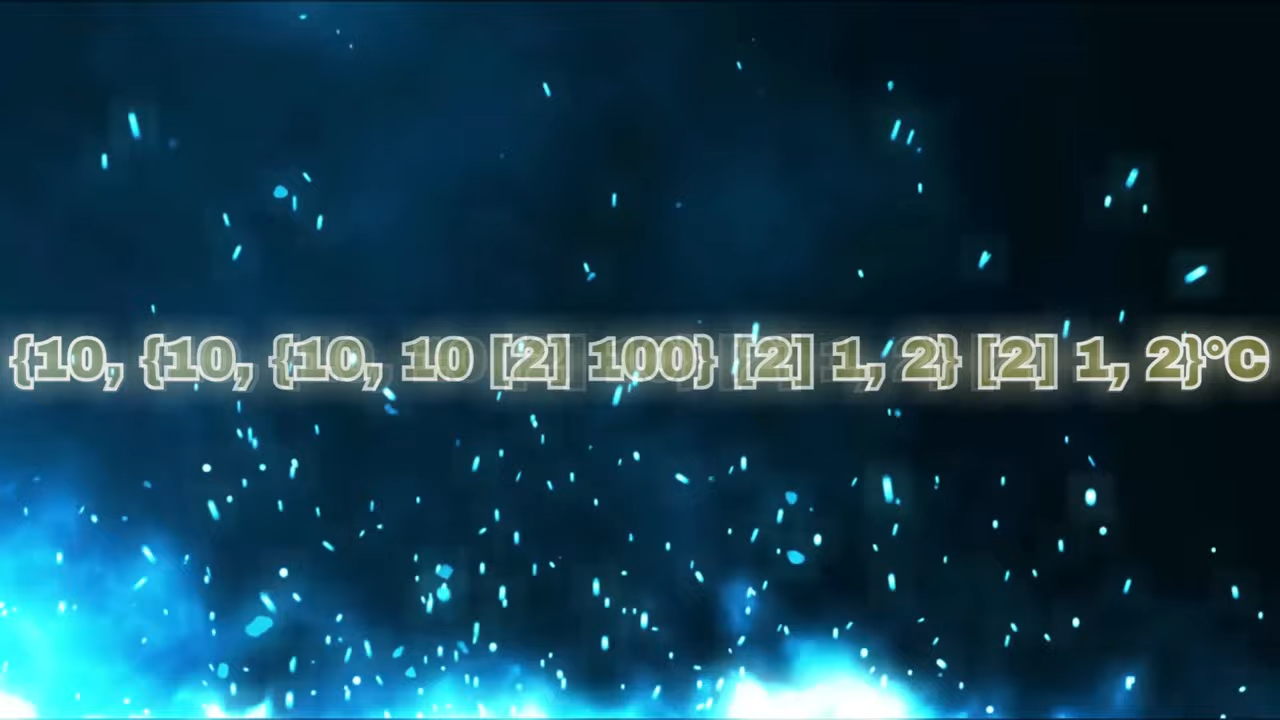 {10, {10, {10, 10 [2] 100} [2] 1, 2} [2] 1, 2}°C